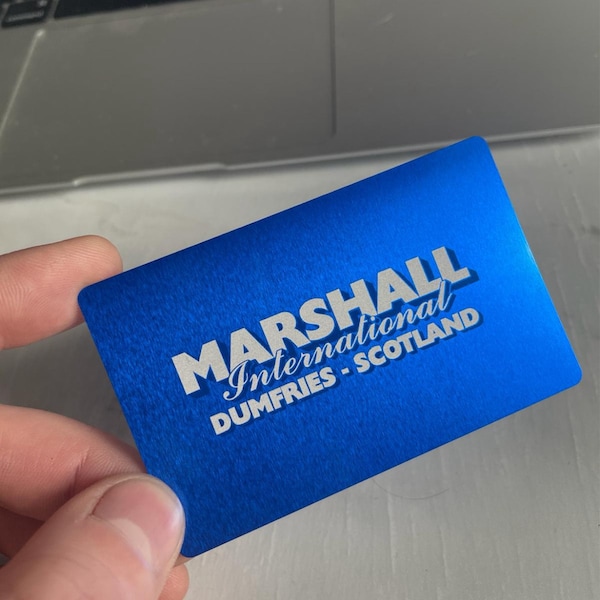 MARSHALL
International
DUMFRIES - SCOTLAND